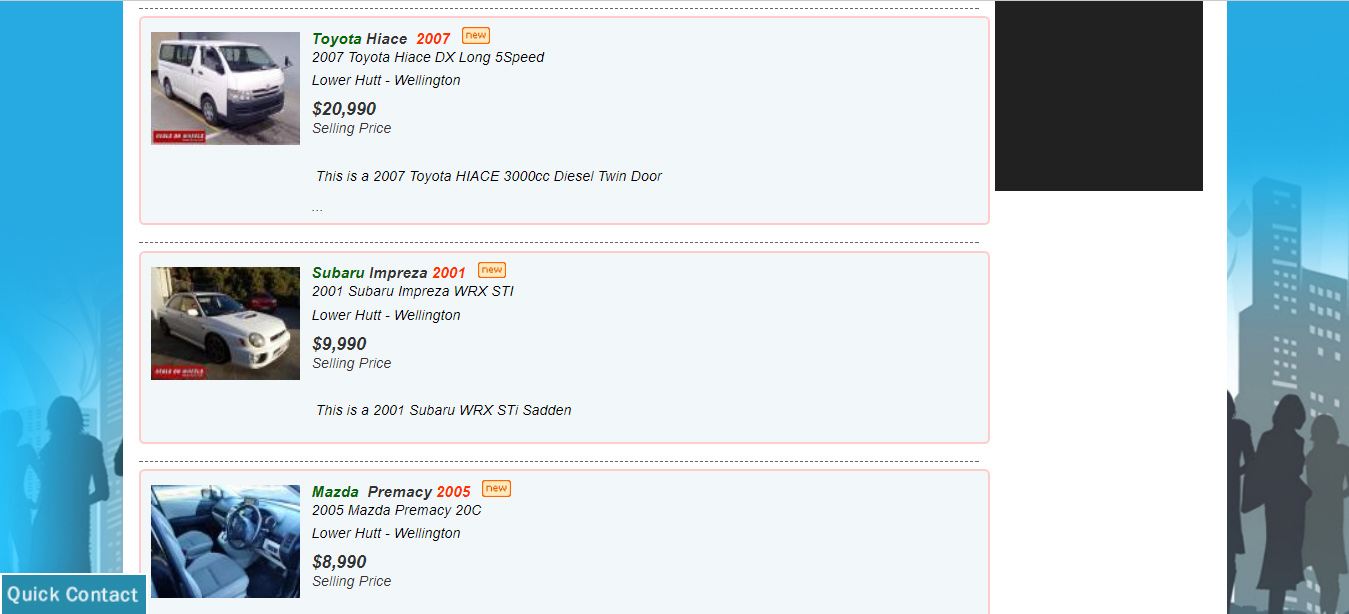 Toyota Hiace 2007 new
2007 Toyota Hiace DX Long 5Speed
Lower Hutt - Wellington
$20,990
Selling Price
This is a 2007 Toyota HIACE 3000cc Diesel Twin Door
...
Subaru Impreza 2001 new
2001 Subaru Impreza WRX STI
Lower Hutt - Wellington
$9,990
Selling Price
This is a 2001 Subaru WRX STi Sadden
Mazda Premacy 2005 new
2005 Mazda Premacy 20C
Lower Hutt - Wellington
$8,990
Selling Price
Quick Contact